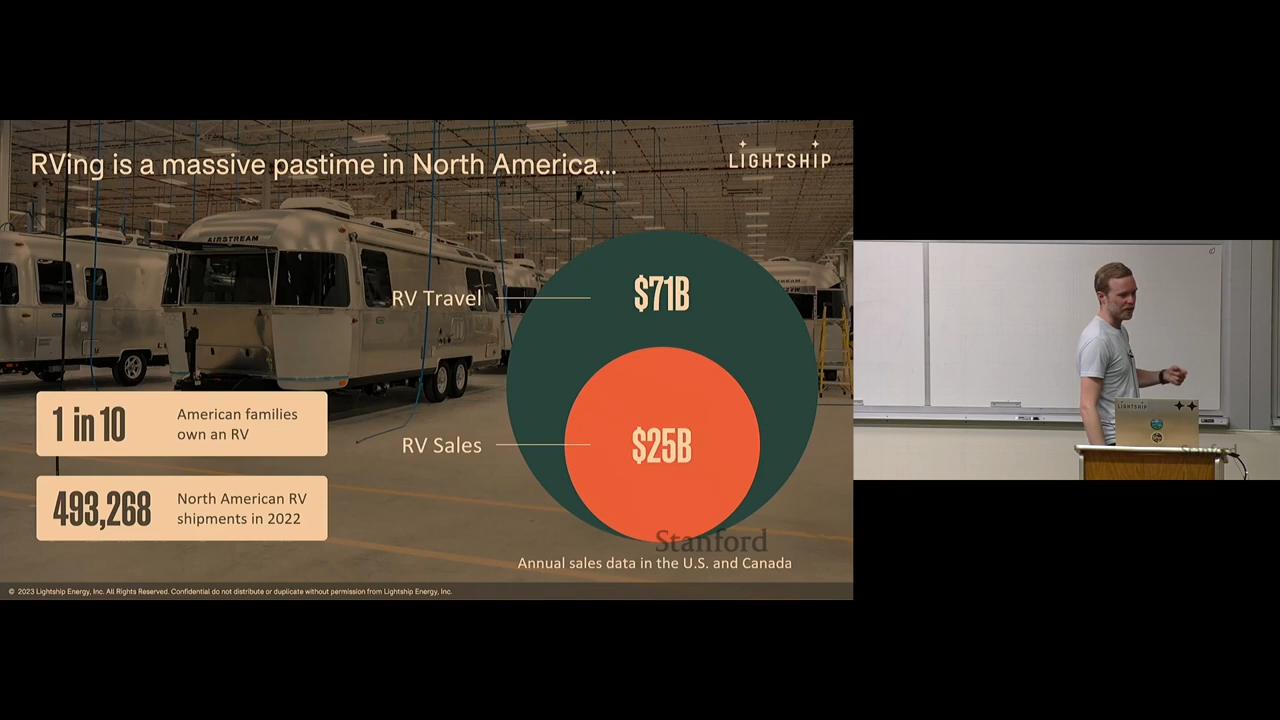 RVing is a massive pastime in North America...
LIGHTSHIP
AIRSTREAM
RV Travel
$71B
1 in 10
American families
own an RV
RV Sales
$25B
493,268
North American RV
shipments in 2022
Stanford
Annual sales data in the U.S. and Canada
© 2023 Lightship Energy, Inc. All Rights Reserved. Confidential do not distribute or duplicate without permission from Lightship Energy, Inc.
LIGHTSHIP
Stanford